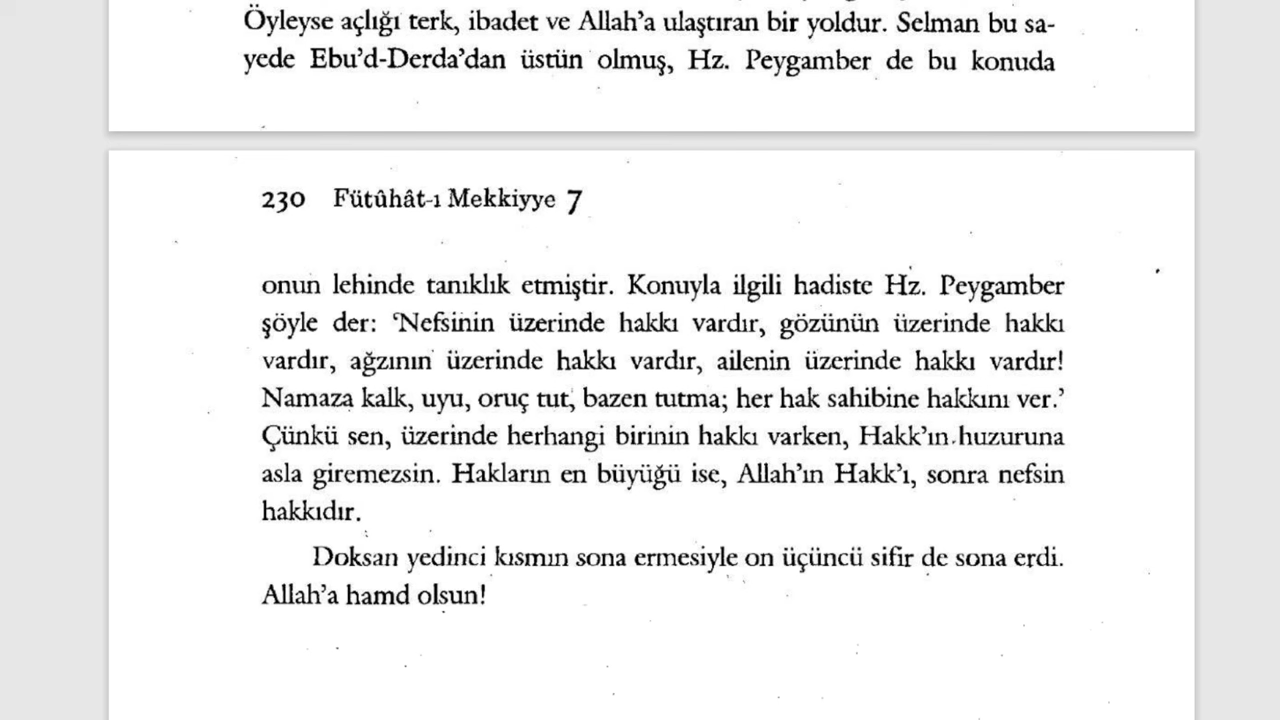 Öyleyse açlığı terk, ibadet ve Allah’a ulaştıran bir yoldur. Selman bu sa-
yede Ebu’d-Derda’dan üstün olmuş, Hz. Peygamber de bu konuda
230 Fütûhât-ı Mekkiyye 7
onun lehinde tanıklık etmiştir. Konuyla ilgili hadiste Hz. Peygamber
şöyle der: ‘Nefsinin üzerinde hakkı vardır, gözünün üzerinde hakkı
vardır, ağzının üzerinde hakkı vardır, ailenin üzerinde hakkı vardır!
Namaza kalk, uyu, oruç tut, bazen tutma; her hak sahibine hakkını ver.’
Çünkü sen, üzerinde herhangi birinin hakkı varken, Hakk’ın huzuruna
asla giremezsin. Hakların en büyüğü ise, Allah’ın Hakk’ı, sonra nefsin
hakkıdır.
Doksan yedinci kısmın sona ermesiyle on üçüncü sifir de sona erdi.
Allah’a hamd olsun!